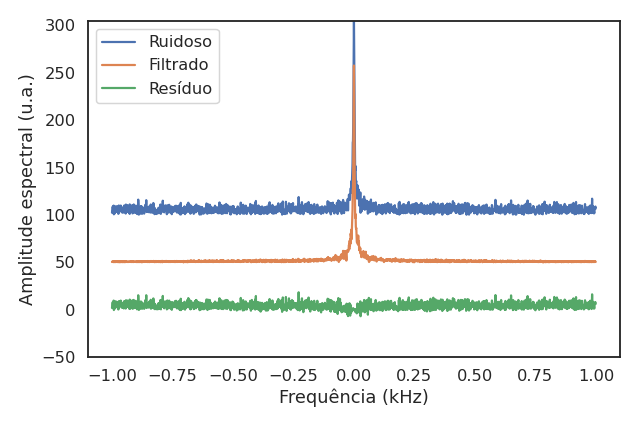 Amplitude espectral (u.a.)
300
250
200
150
100
50
0
−50
Ruidoso
Filtrado
Resíduo
−1.00 −0.75 −0.50 −0.25 0.00 0.25 0.50 0.75 1.00
Frequência (kHz)